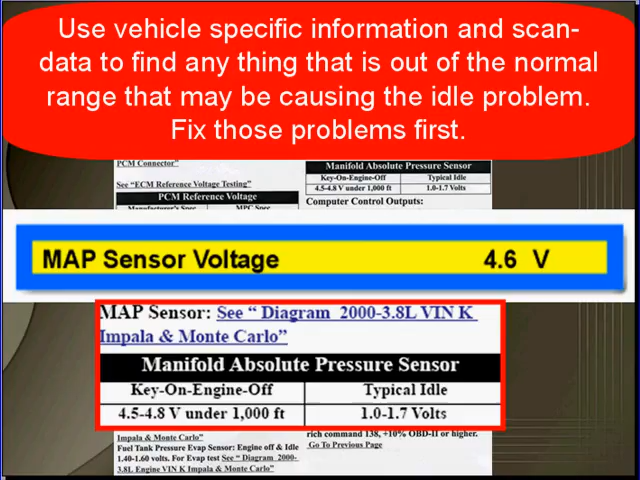 Use vehicle specific information and scan-
data to find any thing that is out of the normal
range that may be causing the idle problem.
Fix those problems first.
PCM Connector”
See “ECM Reference Voltage Testing”
PCM Reference Voltage
Manufacturer's Spec MPC Spec
Manifold Absolute Pressure Sensor
Key-On-Engine-Off Typical Idle
4.5-4.8 V under 1,000 ft 1.0-1.7 Volts
Computer Control Outputs:
MAP Sensor Voltage 4.6 V
MAP Sensor: See “ Diagram 2000-3.8L VIN K
Impala & Monte Carlo”
Manifold Absolute Pressure Sensor
Key-On-Engine-Off Typical Idle
4.5-4.8 V under 1,000 ft 1.0-1.7 Volts
Impala & Monte Carlo”
Fuel Tank Pressure Evap Sensor: Engine off & Idle
1.40-1.60 volts. For Evap test See “ Diagram 2000-
3.8L Engine VIN K Impala & Monte Carlo”
rich command 138, +10% OBD-II or higher.
Go To Previous Page